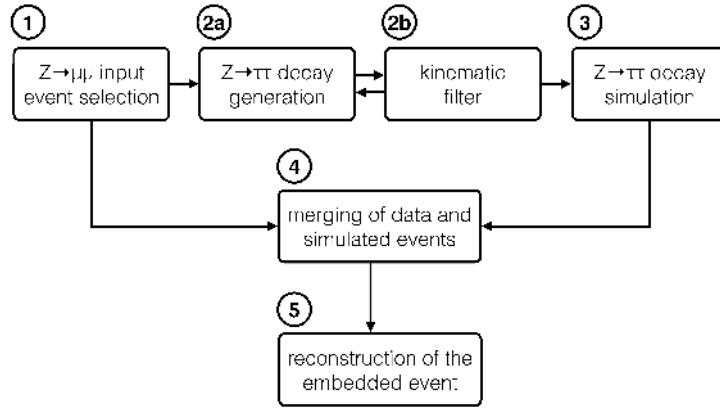 1
2a
2b
3
Z→μμ input
event selection
Z→ττ decay
generation
kinematic
filter
Z→ττ decay
simulation
4
merging of data and
simulated events
5
reconstruction of the
embedded event